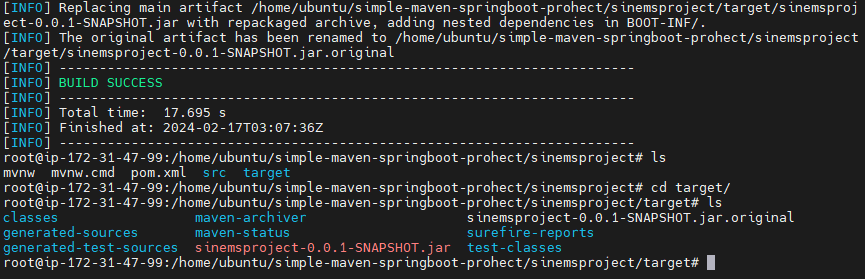 [INFO] Replacing main artifact /home/ubuntu/simple-maven-springboot-prohect/sinemsproject/target/sinemsproj
ect-0.0.1-SNAPSHOT.jar with repackaged archive, adding nested dependencies in BOOT-INF/.
[INFO] The original artifact has been renamed to /home/ubuntu/simple-maven-springboot-prohect/sinemsproject
/target/sinemsproject-0.0.1-SNAPSHOT.jar.original
[INFO] ------------------------------------------------------------------------
[INFO] BUILD SUCCESS
[INFO] ------------------------------------------------------------------------
[INFO] Total time:  17.695 s
[INFO] Finished at: 2024-02-17T03:07:36Z
[INFO] ------------------------------------------------------------------------
root@ip-172-31-47-99:/home/ubuntu/simple-maven-springboot-prohect/sinemsproject# ls
mvnw  mvnw.cmd  pom.xml  src  target
root@ip-172-31-47-99:/home/ubuntu/simple-maven-springboot-prohect/sinemsproject# cd target/
root@ip-172-31-47-99:/home/ubuntu/simple-maven-springboot-prohect/sinemsproject/target# ls
classes                 maven-archiver                    sinemsproject-0.0.1-SNAPSHOT.jar.original
generated-sources       maven-status                      surefire-reports
generated-test-sources  sinemsproject-0.0.1-SNAPSHOT.jar  test-classes
root@ip-172-31-47-99:/home/ubuntu/simple-maven-springboot-prohect/sinemsproject/target#